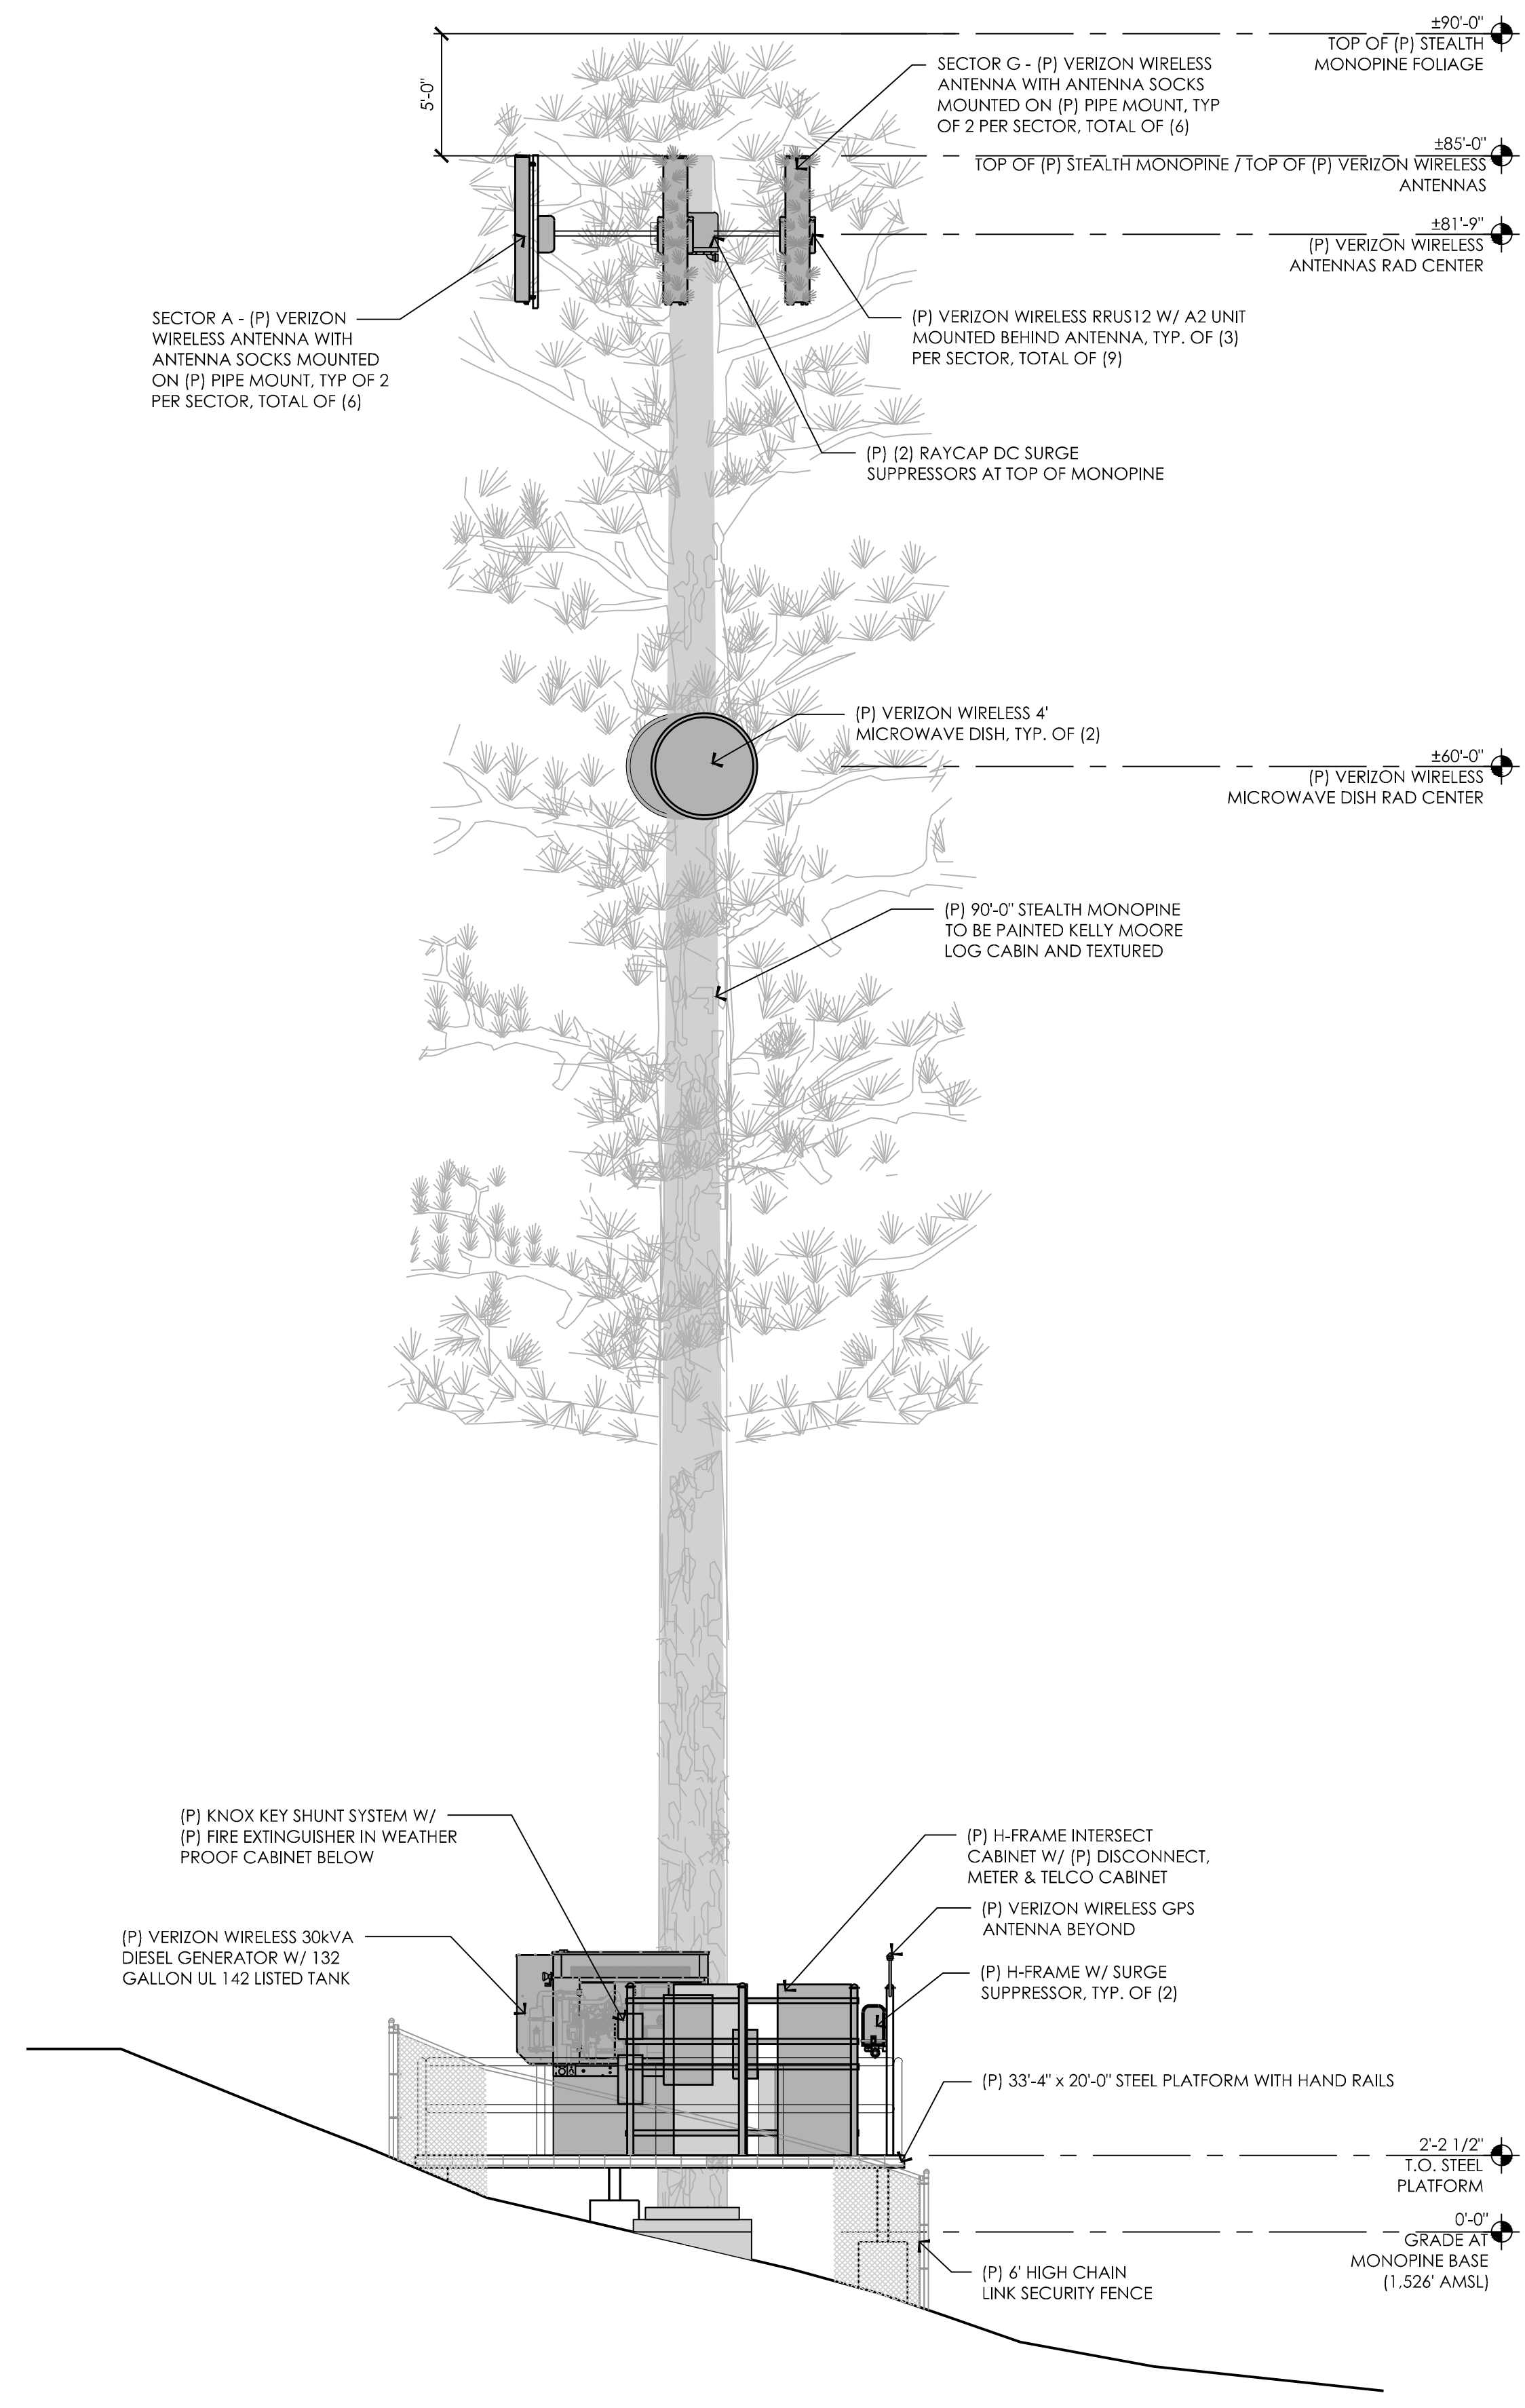 ±90'-0"
TOP OF (P) STEALTH
MONOPINE FOLIAGE
5'-0"
SECTOR G - (P) VERIZON WIRELESS
ANTENNA WITH ANTENNA SOCKS
MOUNTED ON (P) PIPE MOUNT, TYP
OF 2 PER SECTOR, TOTAL OF (6)
±85'-0"
TOP OF (P) STEALTH MONOPINE / TOP OF (P) VERIZON WIRELESS
ANTENNAS
±81'-9"
(P) VERIZON WIRELESS
ANTENNAS RAD CENTER
SECTOR A - (P) VERIZON
WIRELESS ANTENNA WITH
ANTENNA SOCKS MOUNTED
ON (P) PIPE MOUNT, TYP OF 2
PER SECTOR, TOTAL OF (6)
(P) VERIZON WIRELESS RRUS12 W/ A2 UNIT
MOUNTED BEHIND ANTENNA, TYP. OF (3)
PER SECTOR, TOTAL OF (9)
(P) (2) RAYCAP DC SURGE
SUPPRESSORS AT TOP OF MONOPINE
(P) VERIZON WIRELESS 4'
MICROWAVE DISH, TYP. OF (2)
±60'-0"
(P) VERIZON WIRELESS
MICROWAVE DISH RAD CENTER
(P) 90'-0" STEALTH MONOPINE
TO BE PAINTED KELLY MOORE
LOG CABIN AND TEXTURED
(P) KNOX KEY SHUNT SYSTEM W/
(P) FIRE EXTINGUISHER IN WEATHER
PROOF CABINET BELOW
(P) H-FRAME INTERSECT
CABINET W/ (P) DISCONNECT,
METER & TELCO CABINET
(P) VERIZON WIRELESS GPS
ANTENNA BEYOND
(P) VERIZON WIRELESS 30kVA
DIESEL GENERATOR W/ 132
GALLON UL 142 LISTED TANK
(P) H-FRAME W/ SURGE
SUPPRESSOR, TYP. OF (2)
(P) 33'-4" x 20'-0" STEEL PLATFORM WITH HAND RAILS
2'-2 1/2"
T.O. STEEL
PLATFORM
0'-0"
GRADE AT
MONOPINE BASE
(1,526' AMSL)
(P) 6' HIGH CHAIN
LINK SECURITY FENCE